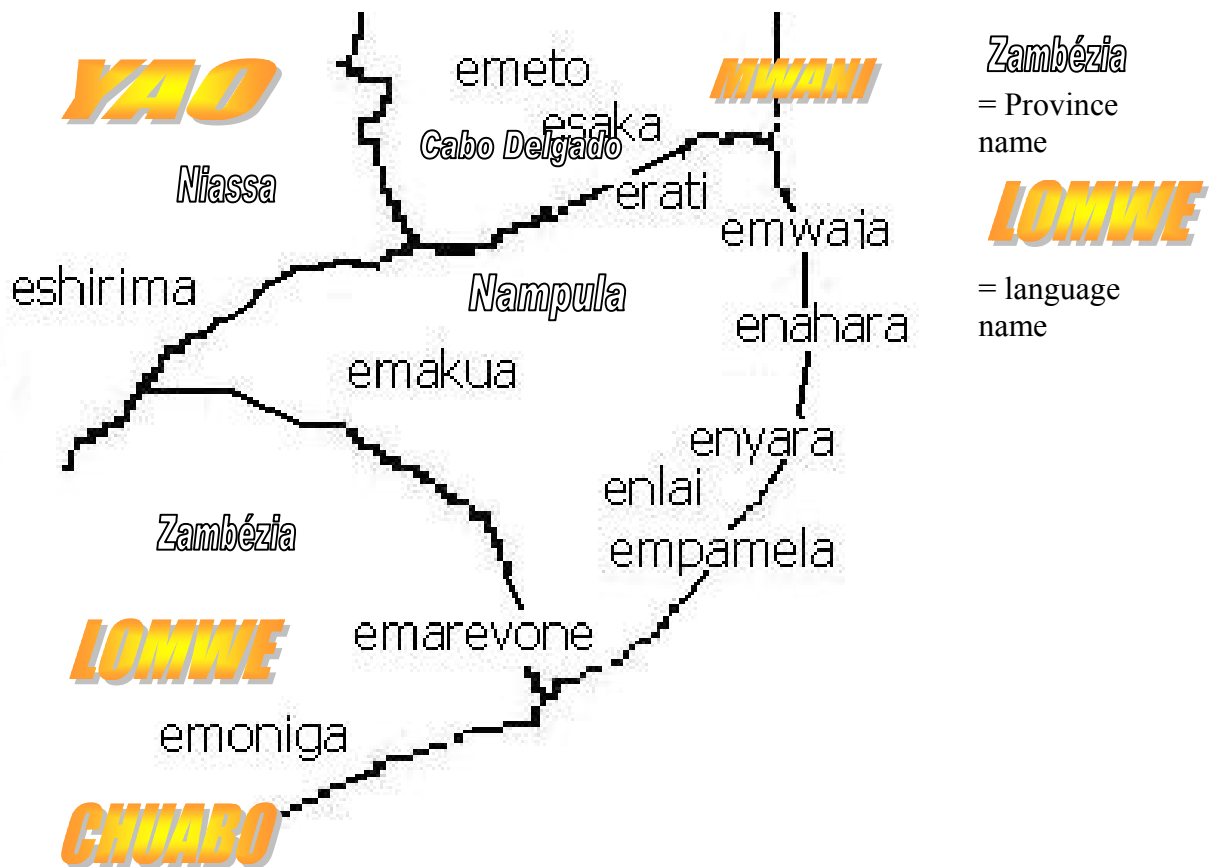 YAO
emeto
MWANI
esaka
Cabo Delgado
Niassa
erati
emwaja
eshirima
Nampula
enahara
emakua
enyara
enlai
Zambézia
empamela
LOMWE
emarevone
emoniga
CHUABO
Zambézia
= Province
name
LOMWE
= language
name